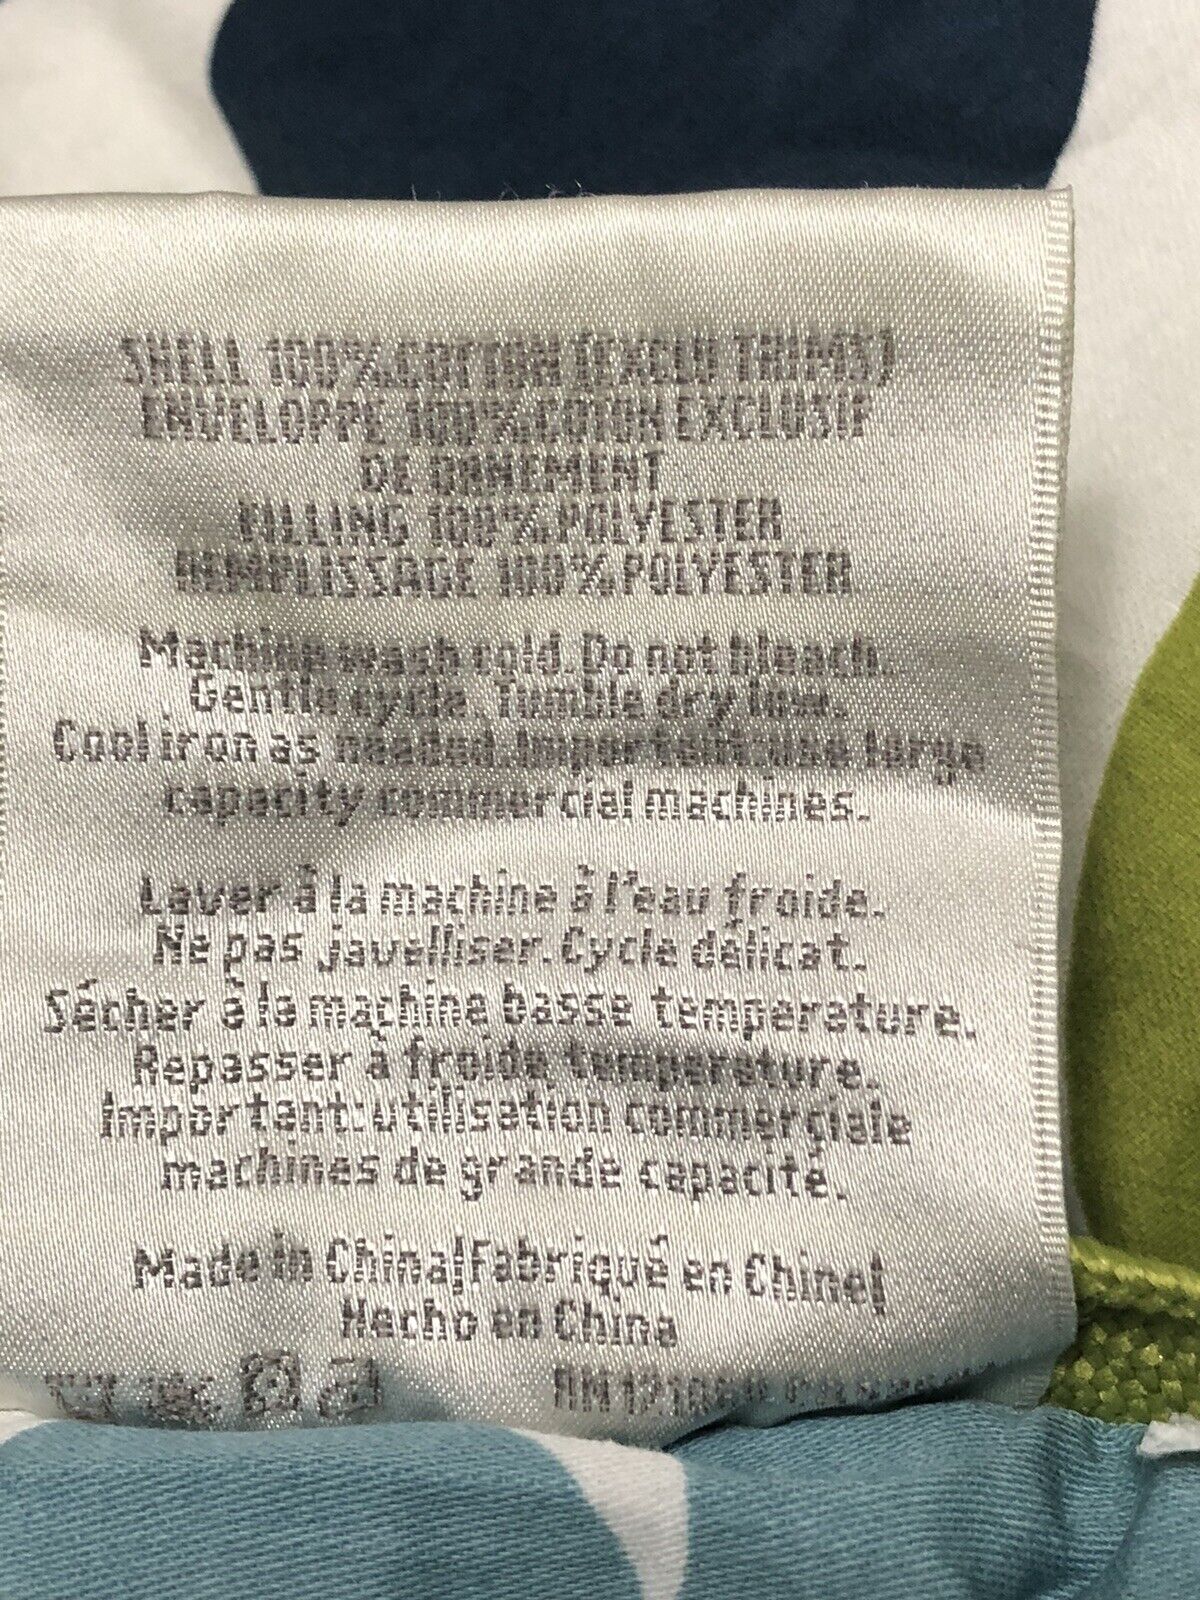 SHELL 100% COTTON (EXCLU TRIMS)
ENVELOPPE 100% COTON EXCLUSIF
DE ORNEMENT
FILLING 100% POLYESTER
REMPLISSAGE 100% POLYESTER
Machine wash cold. Do not bleach.
Gentle cycle. Tumble dry low.
Cool iron as needed. Important: use large
capacity commercial machines.
Laver à la machine à l'eau froide.
Ne pas javelliser. Cycle délicat.
Sécher à la machine basse temperature.
Repasser à froide temperature.
Important: utilisation commerciale
machines de grande capacité.
Made in China/Fabriqué en Chine/
Hecho en China